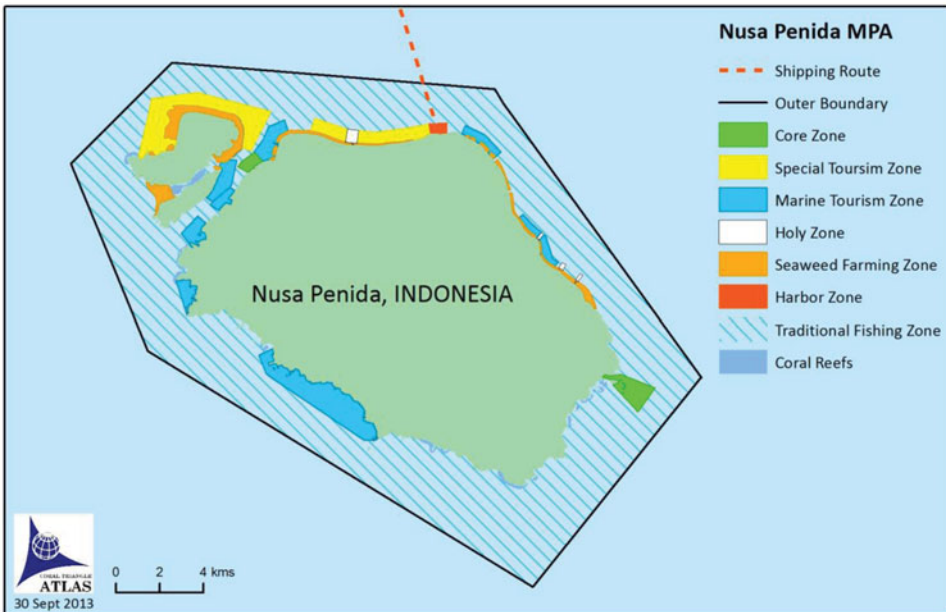 Nusa Penida MPA
Shipping Route
Outer Boundary
Core Zone
Special Toursim Zone
Marine Tourism Zone
Holy Zone
Seaweed Farming Zone
Harbor Zone
Traditional Fishing Zone
Coral Reefs
Nusa Penida, INDONESIA
CORAL TRIANGLE
ATLAS
30 Sept 2013
0 2 4 kms